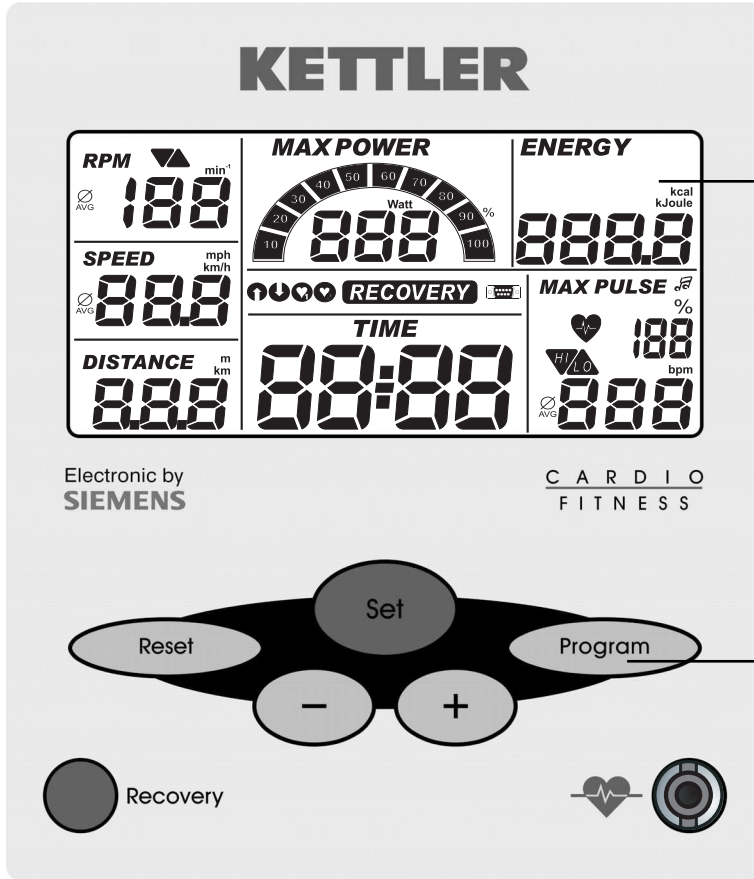 KETTLER
RPM
min-1
Ø
AVG
188
SPEED
mph
km/h
Ø
AVG
88.8
DISTANCE
m
km
8.8.8
MAX POWER
10 20 30 40 50 60 70 80 90 100
%
Watt
888
RECOVERY
TIME
88:88
ENERGY
kcal
kJoule
888.8
MAX PULSE
%
188
HI/LO
bpm
Ø
AVG
888
Electronic by
SIEMENS
CARDIO
FITNESS
Set
Reset
Program
− +
Recovery